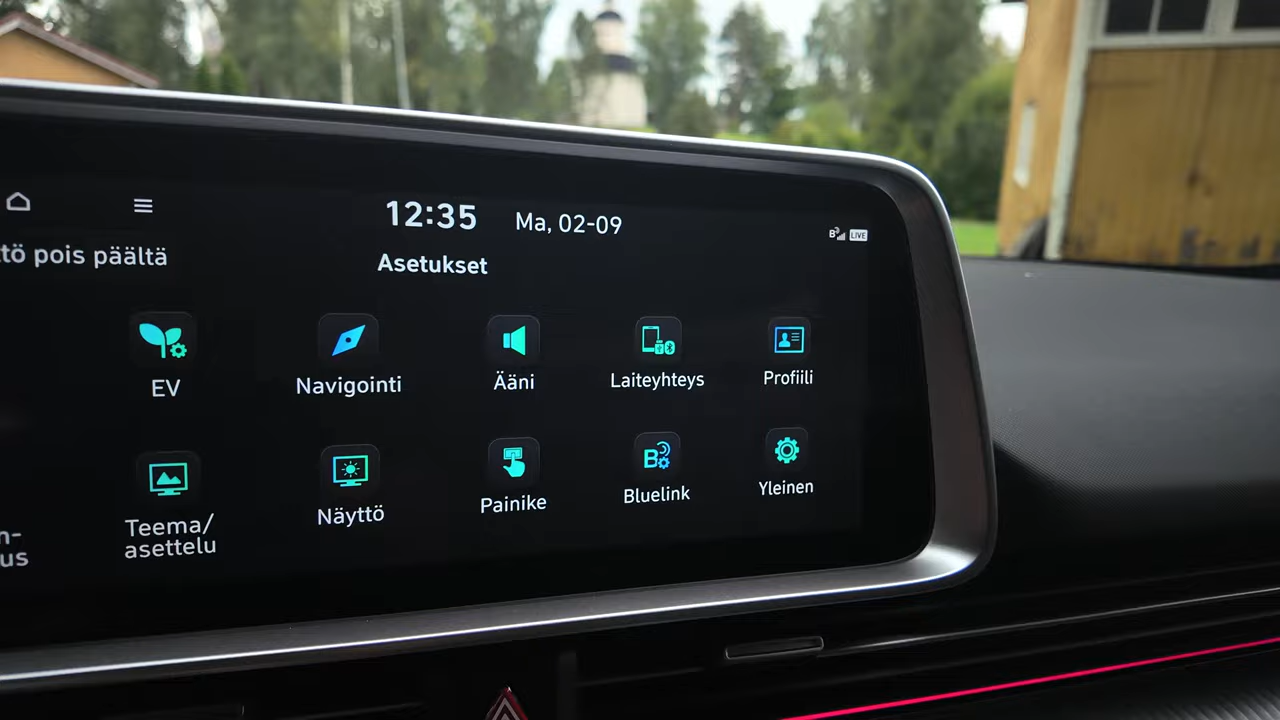 12:35 Ma, 02-09
LIVE
pois päältä
Asetukset
EV
Navigointi
Ääni
Laiteyhteys
Profiili
Teema/
asettelu
Näyttö
Painike
Bluelink
Yleinen